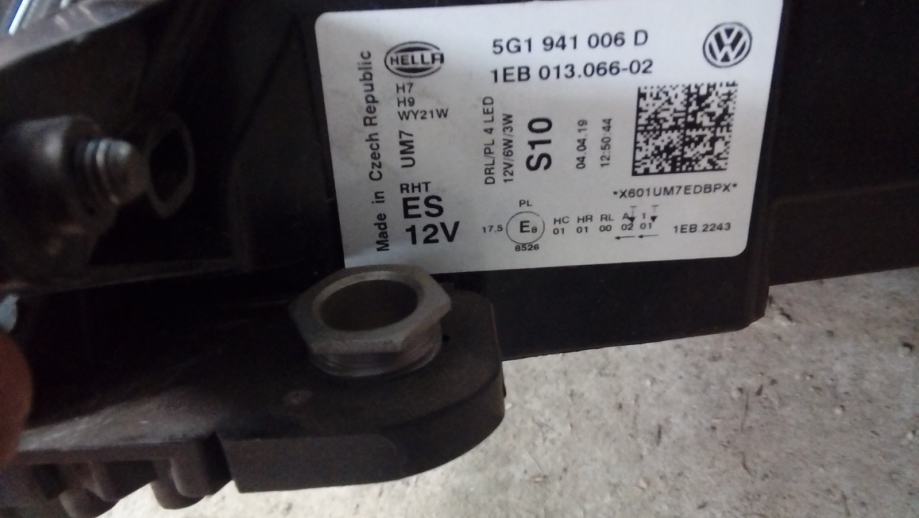 Made in Czech Republic
HELLA
5G1 941 006 D
1EB 013.066-02
H7
H9
WY21W
UM7
DRL/PL 4 LED
12V/6W/3W
S10
04.04.19
12:50:44
*X601UM7EDBPX*
RHT
ES
12V
PL
17.5
E8
8526
HC HR RL A 1
01 01 00 02 01
1EB.2243